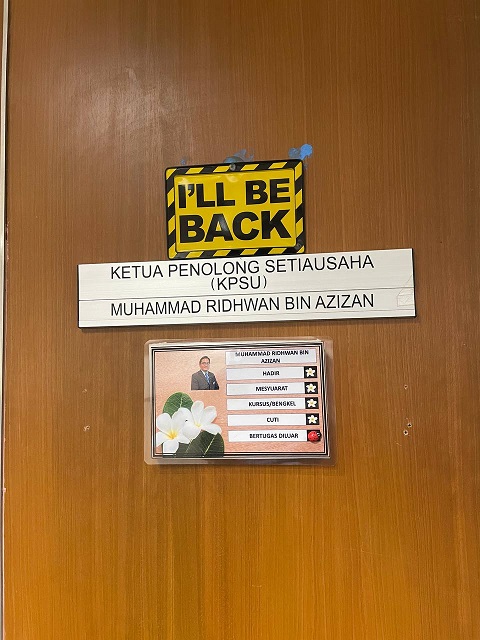 I'LL BE
BACK
KETUA PENOLONG SETIAUSAHA
(KPSU)
MUHAMMAD RIDHWAN BIN AZIZAN
MUHAMMAD RIDHWAN BIN
AZIZAN
HADIR
MESYUARAT
KURSUS/BENGKEL
CUTI
BERTUGAS DILUAR